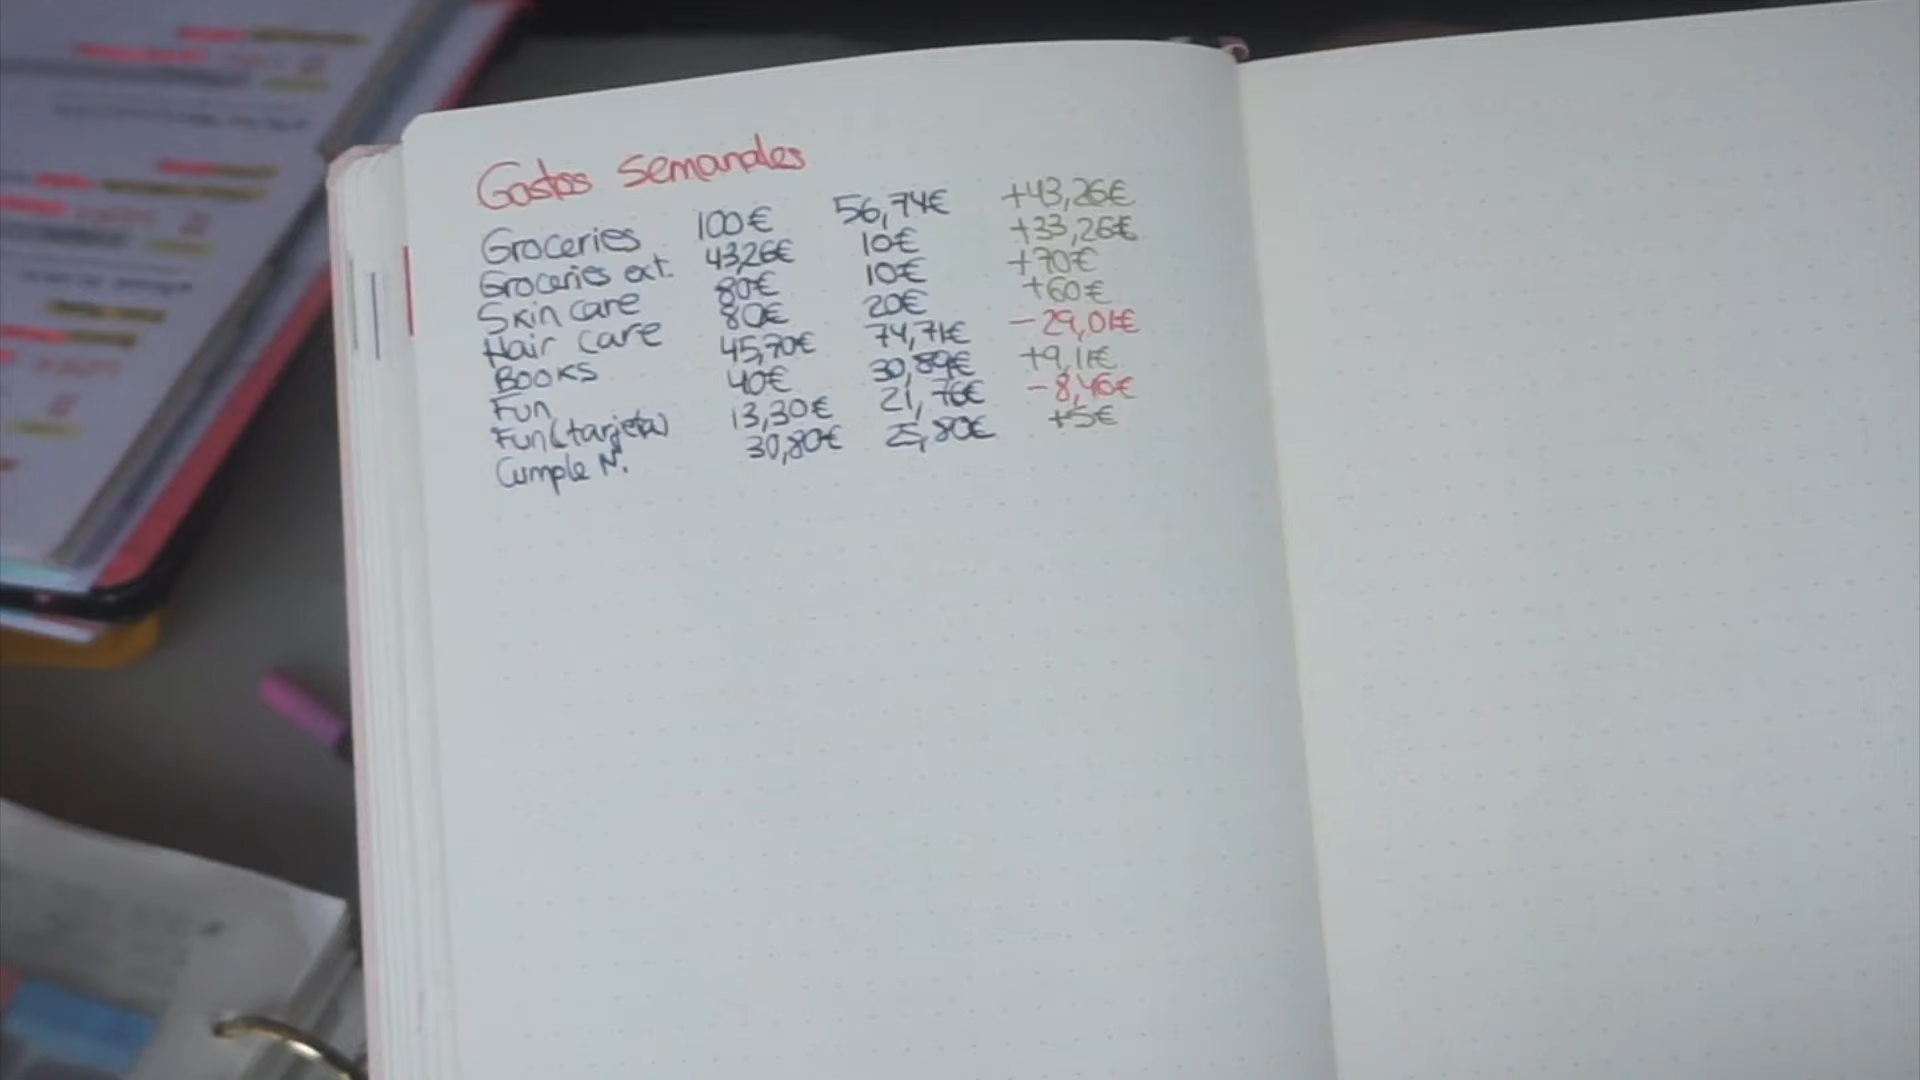 Gastos semanales
Groceries 100€ 56,74€ +43,26€
Groceries ext. 43,26€ 10€ +33,26€
Skin care 80€ 10€ +70€
Hair care 80€ 20€ +60€
BOOKS 45,70€ 74,71€ -29,01€
Fun 40€ 30,89€ +9,11€
Fun (tarjeta) 13,30€ 21,76€ -8,46€
Cumple N. 30,80€ 25,80€ +5€